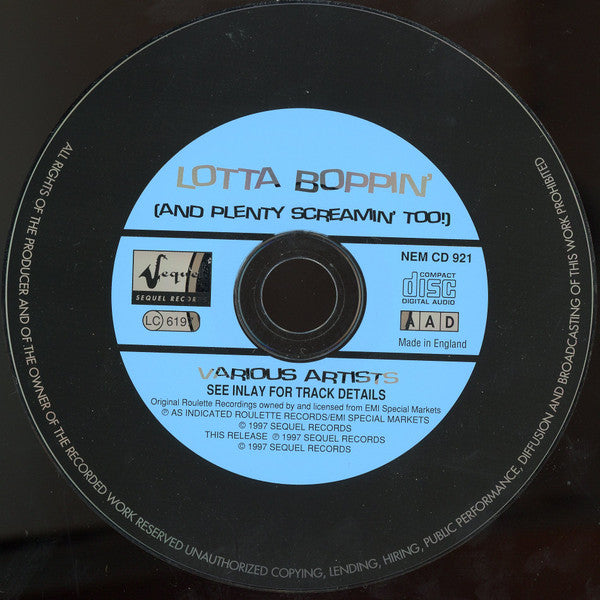 LOTTA BOPPIN'
(AND PLENTY SCREAMIN' TOO!)
Sequel
SEQUEL RECORDS
LC 6197
NEM CD 921
COMPACT
disc
DIGITAL AUDIO
AAD
Made in England
VARIOUS ARTISTS
SEE INLAY FOR TRACK DETAILS
Original Roulette Recordings owned by and licensed from EMI Special Markets
℗ AS INDICATED ROULETTE RECORDS/EMI SPECIAL MARKETS
© 1997 SEQUEL RECORDS
THIS RELEASE ℗ 1997 SEQUEL RECORDS
© 1997 SEQUEL RECORDS
ALL RIGHTS OF THE PRODUCER AND OF THE OWNER OF THE RECORDED WORK RESERVED UNAUTHORIZED COPYING, LENDING, HIRING, PUBLIC PERFORMANCE, DIFFUSION AND BROADCASTING OF THIS WORK PROHIBITED